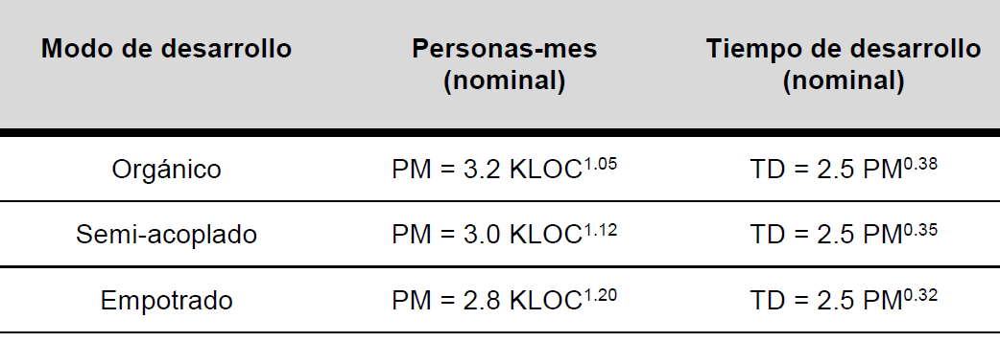 Modo de desarrollo Personas-mes Tiempo de desarrollo
(nominal) (nominal)
Orgánico PM = 3.2 KLOC^1.05 TD = 2.5 PM^0.38
Semi-acoplado PM = 3.0 KLOC^1.12 TD = 2.5 PM^0.35
Empotrado PM = 2.8 KLOC^1.20 TD = 2.5 PM^0.32